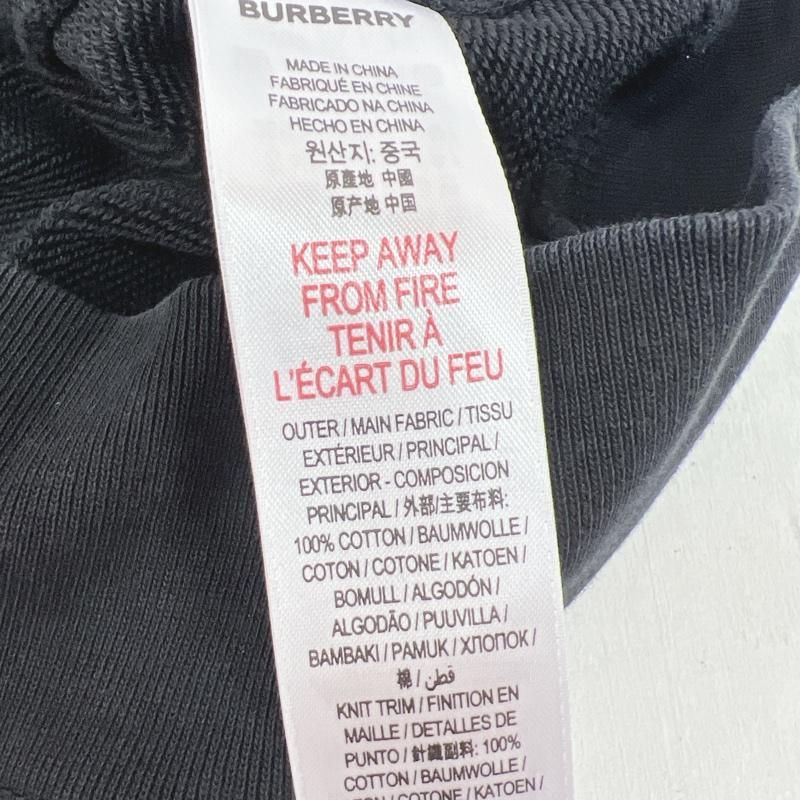 BURBERRY
MADE IN CHINA
FABRIQUÉ EN CHINE
FABRICADO NA CHINA
HECHO EN CHINA
원산지: 중국
原產地 中國
原产地 中国
KEEP AWAY
FROM FIRE
TENIR À
L'ÉCART DU FEU
OUTER / MAIN FABRIC / TISSU
EXTÉRIEUR / PRINCIPAL /
EXTERIOR - COMPOSICION
PRINCIPAL / 外部/主要布料:
100% COTTON / BAUMWOLLE /
COTON / COTONE / KATOEN /
BOMULL / ALGODÓN /
ALGODÃO / PUUVILLA /
BAMBAKI / PAMUK / ХЛОПОК /
棉 / قطن
KNIT TRIM / FINITION EN
MAILLE / DETALLES DE
PUNTO / 針織副料: 100%
COTTON / BAUMWOLLE /
COTON / COTONE / KATOEN /